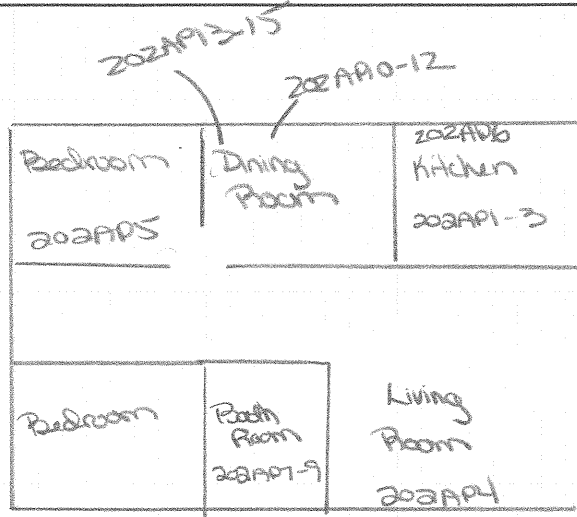 202AP13-15
202AP10-12
Bedroom
202AP5
Dining
Room
202AP6
Kitchen
202AP1-3
Bedroom
Bath
Room
202AP7-9
Living
Room
202AP4